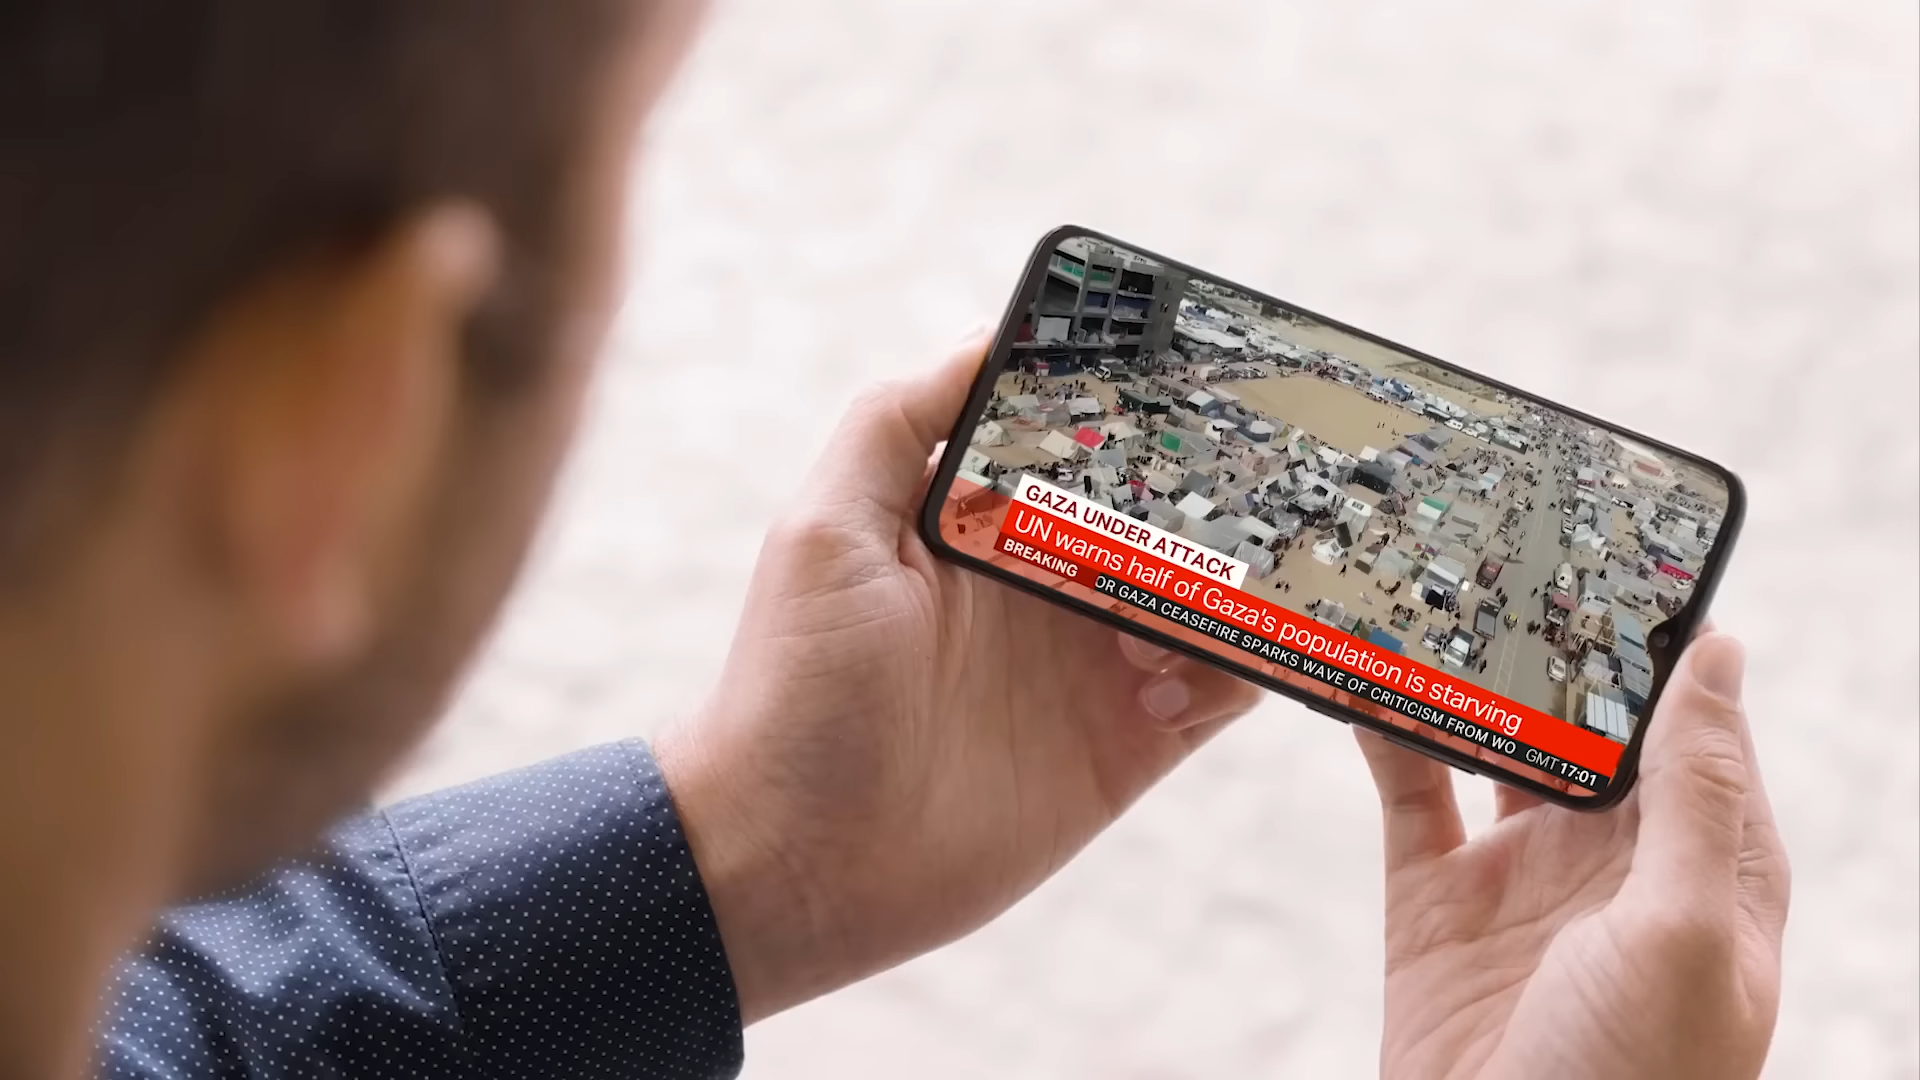 GAZA UNDER ATTACK
UN warns half of Gaza's population is starving
BREAKING OR GAZA CEASEFIRE SPARKS WAVE OF CRITICISM FROM WO GMT 17:01